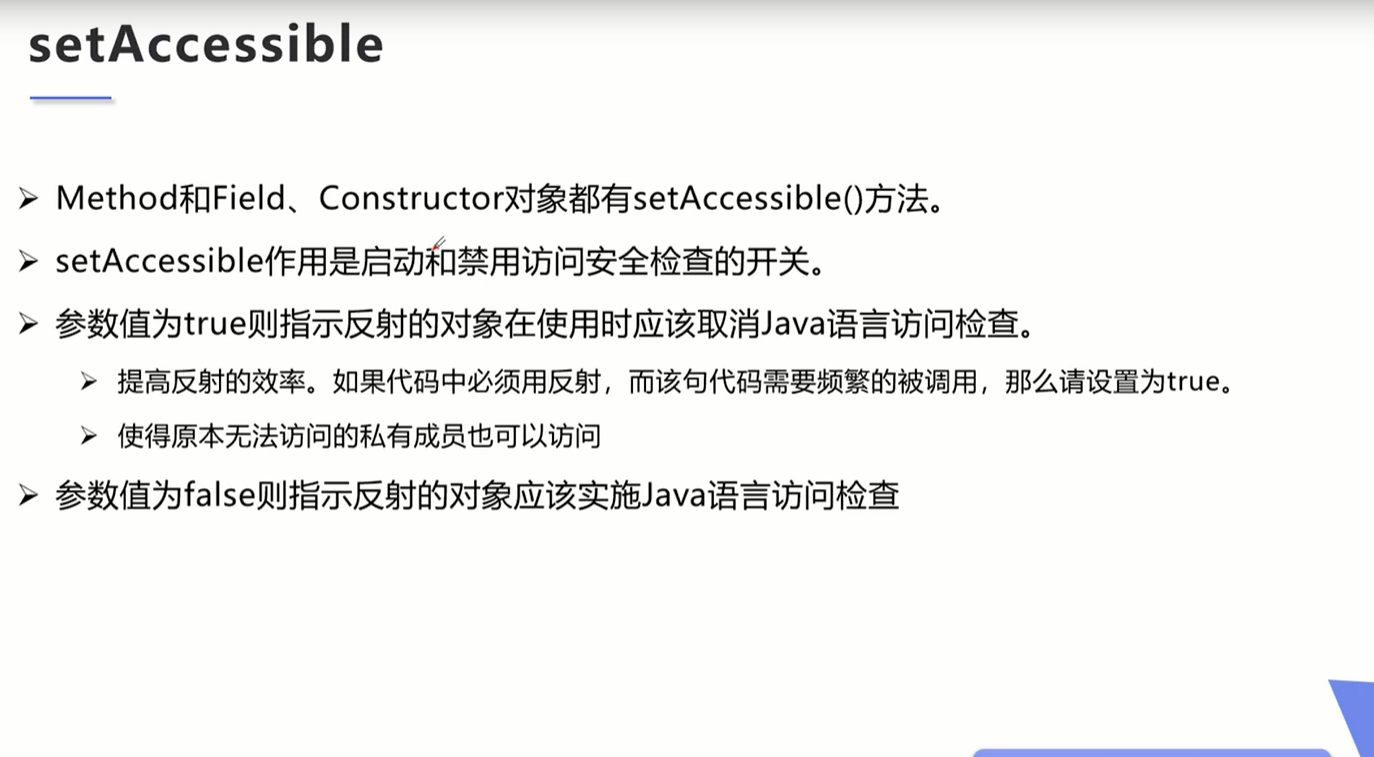 setAccessible
Method和Field、Constructor对象都有setAccessible()方法。
setAccessible作用是启动和禁用访问安全检查的开关。
参数值为true则指示反射的对象在使用时应该取消Java语言访问检查。
提高反射的效率。如果代码中必须用反射，而该句代码需要频繁的被调用，那么请设置为true。
使得原本无法访问的私有成员也可以访问
参数值为false则指示反射的对象应该实施Java语言访问检查